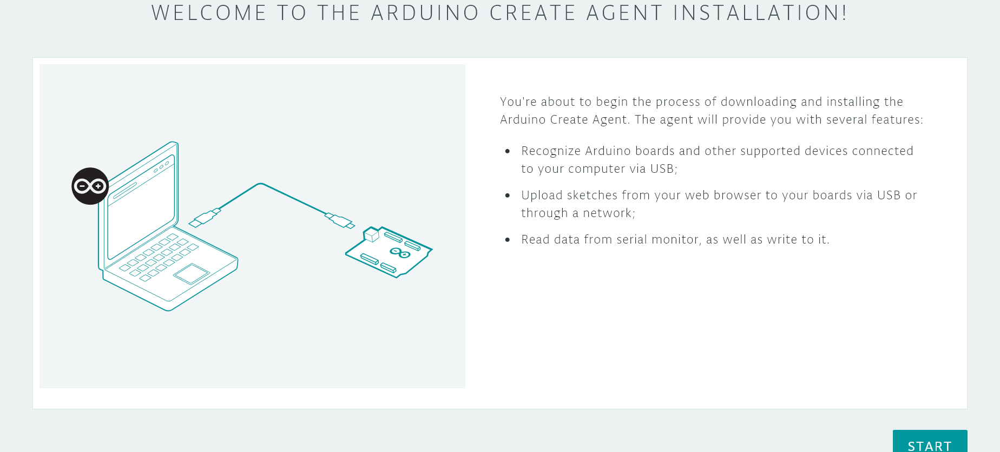 WELCOME TO THE ARDUINO CREATE AGENT INSTALLATION!
You're about to begin the process of downloading and installing the
Arduino Create Agent. The agent will provide you with several features:
• Recognize Arduino boards and other supported devices connected
to your computer via USB;
• Upload sketches from your web browser to your boards via USB or
through a network;
• Read data from serial monitor, as well as write to it.
START